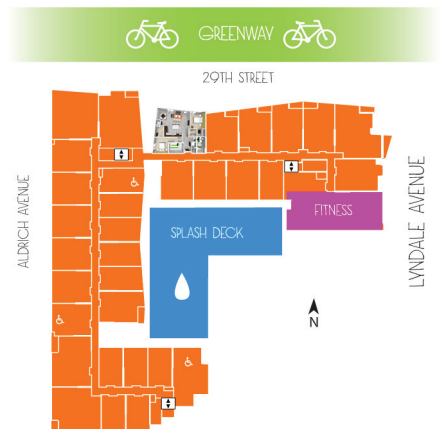 GREENWAY
29TH STREET
ALDRICH AVENUE
LYNDALE AVENUE
FITNESS
SPLASH DECK
N